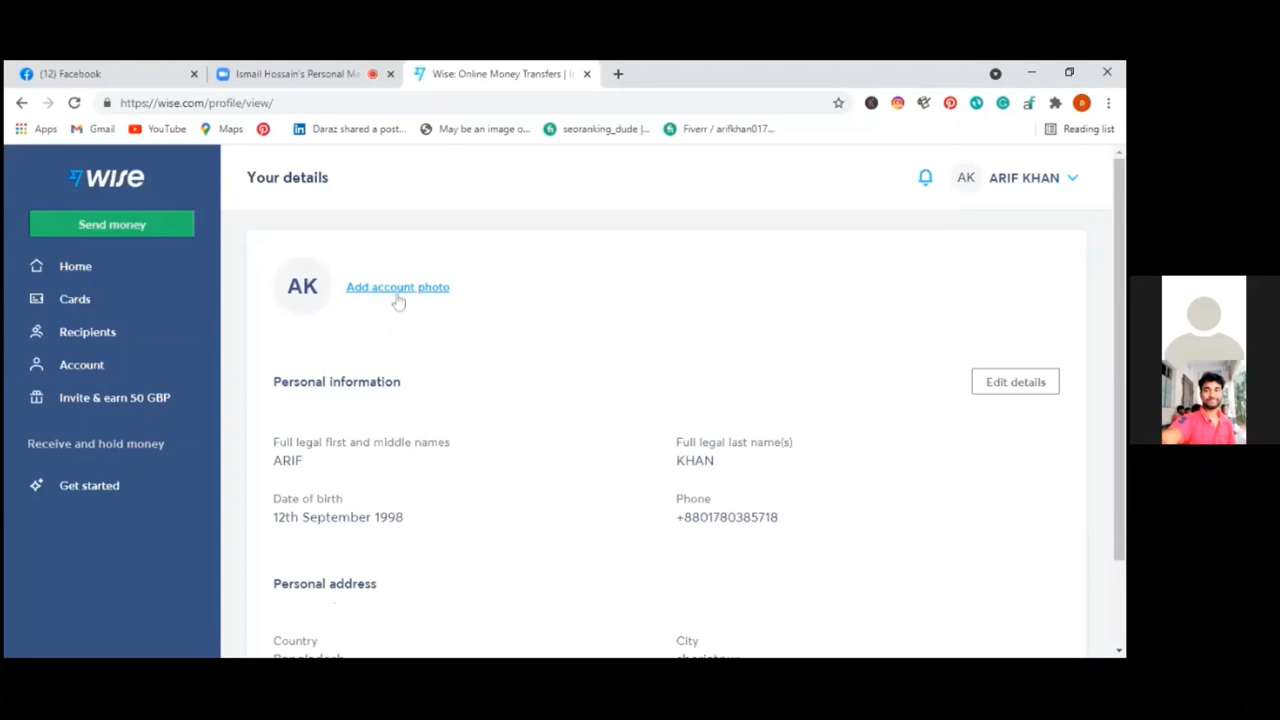 (12) Facebook
Ismail Hossain's Personal Me
Wise: Online Money Transfers |
https://wise.com/profile/view/
Apps
Gmail
YouTube
Maps
Daraz shared a post...
May be an image o...
seoranking_dude |...
Fiverr / arifkhan017...
Reading list
WISE
Your details
AK
ARIF KHAN
Send money
Home
Cards
Recipients
Account
Invite & earn 50 GBP
Receive and hold money
Get started
AK
Add account photo
Personal information
Edit details
Full legal first and middle names
Full legal last name(s)
ARIF
KHAN
Date of birth
Phone
12th September 1998
+8801780385718
Personal address
Country
City
Bangladesh